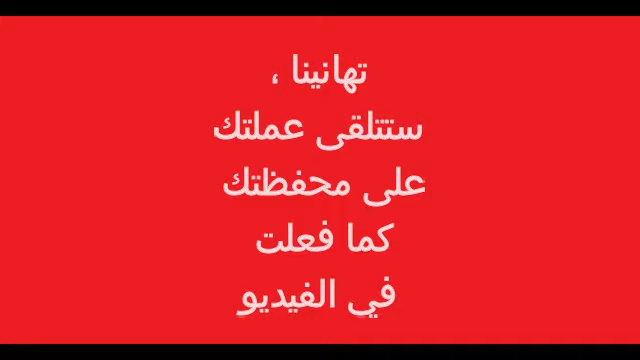 تهانينا ،
ستتلقى عملتك
على محفظتك
كما فعلت
في الفيديو